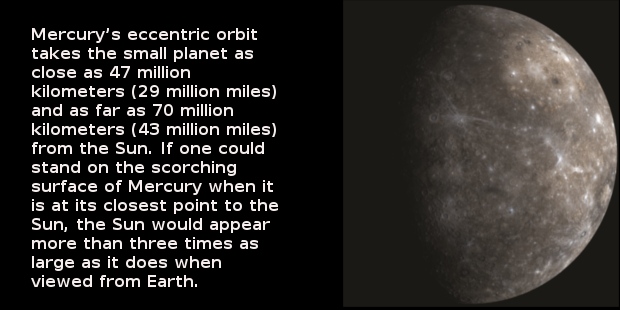 Mercury’s eccentric orbit
takes the small planet as
close as 47 million
kilometers (29 million miles)
and as far as 70 million
kilometers (43 million miles)
from the Sun. If one could
stand on the scorching
surface of Mercury when it
is at its closest point to the
Sun, the Sun would appear
more than three times as
large as it does when
viewed from Earth.